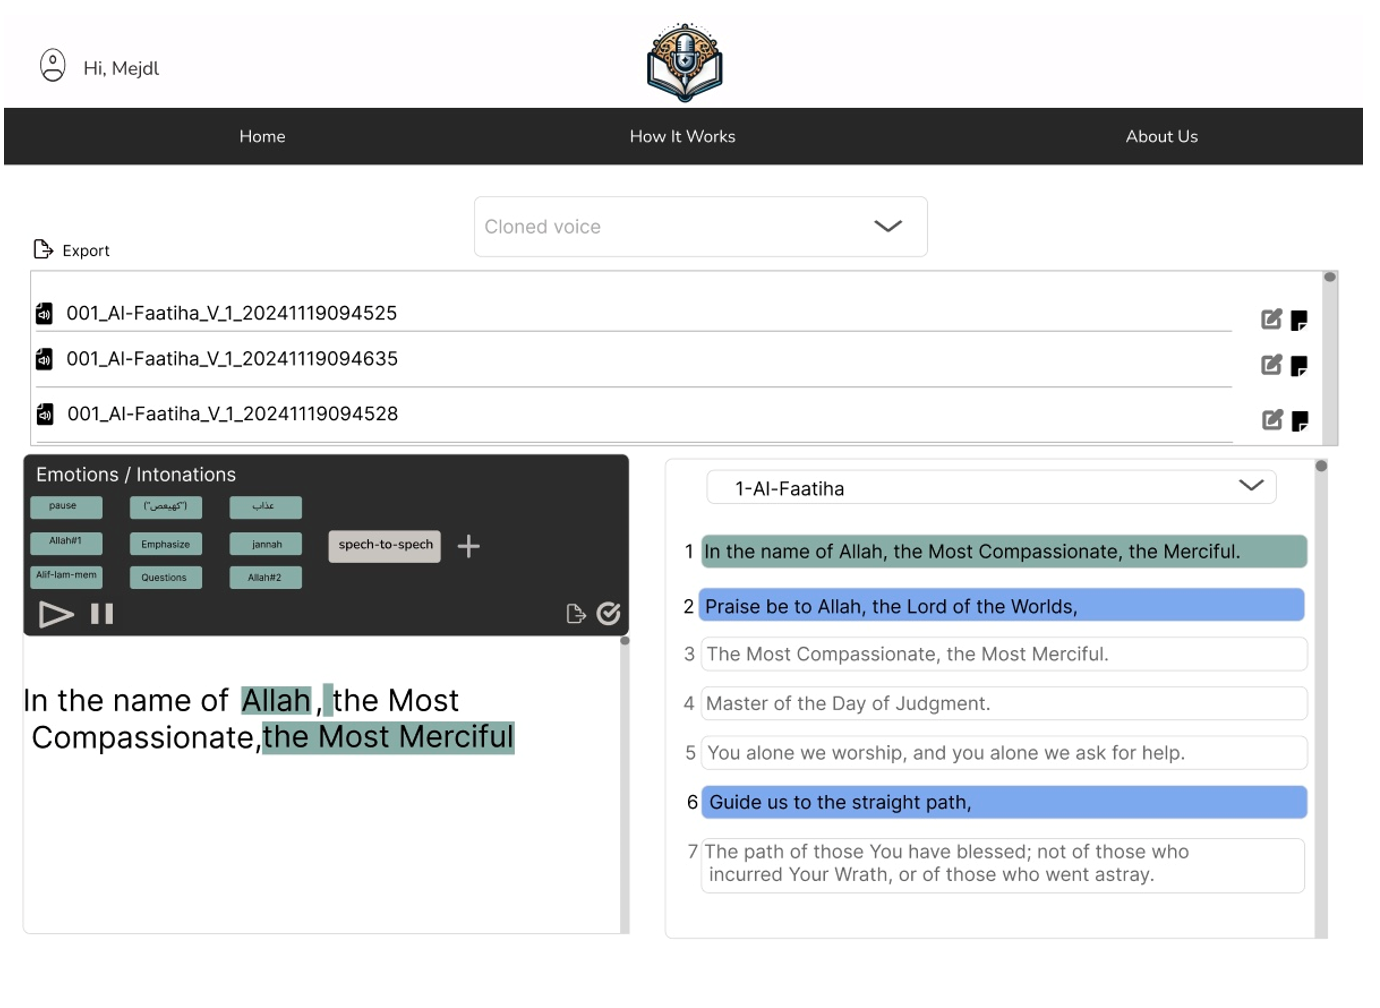 Hi, Mejdl
Home
How It Works
About Us
Cloned voice
Export
001_Al-Faatiha_V_1_20241119094525
001_Al-Faatiha_V_1_20241119094635
001_Al-Faatiha_V_1_20241119094528
Emotions / Intonations
pause
("كهيعص")
عذاب
Allah#1
Emphasize
jannah
spech-to-spech
Alif-lam-mem
Questions
Allah#2
In the name of Allah, the Most
Compassionate,the Most Merciful
1-Al-Faatiha
1 In the name of Allah, the Most Compassionate, the Merciful.
2 Praise be to Allah, the Lord of the Worlds,
3 The Most Compassionate, the Most Merciful.
4 Master of the Day of Judgment.
5 You alone we worship, and you alone we ask for help.
6 Guide us to the straight path,
7 The path of those You have blessed; not of those who
incurred Your Wrath, or of those who went astray.